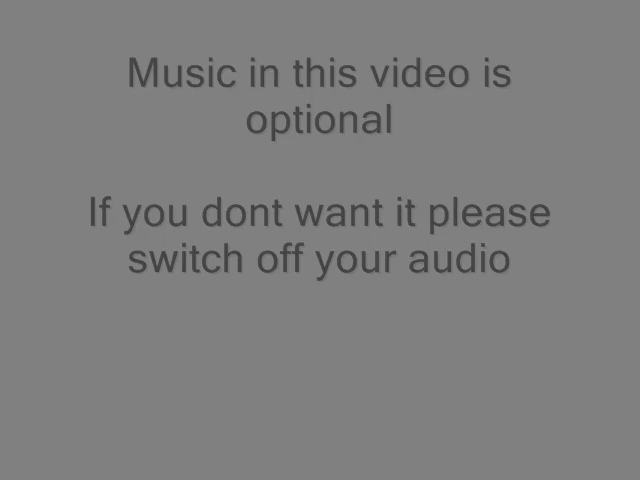 Music in this video is
optional
If you dont want it please
switch off your audio